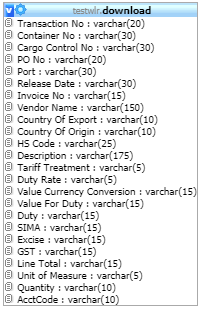 testwlr.download
Transaction No : varchar(20)
Container No : varchar(30)
Cargo Control No : varchar(30)
PO No : varchar(20)
Port : varchar(30)
Release Date : varchar(30)
Invoice No : varchar(15)
Vendor Name : varchar(150)
Country Of Export : varchar(10)
Country Of Origin : varchar(10)
HS Code : varchar(25)
Description : varchar(175)
Tariff Treatment : varchar(5)
Duty Rate : varchar(5)
Value Currency Conversion : varchar(15)
Value For Duty : varchar(15)
Duty : varchar(15)
SIMA : varchar(15)
Excise : varchar(15)
GST : varchar(15)
Line Total : varchar(15)
Unit of Measure : varchar(5)
Quantity : varchar(10)
AcctCode : varchar(10)